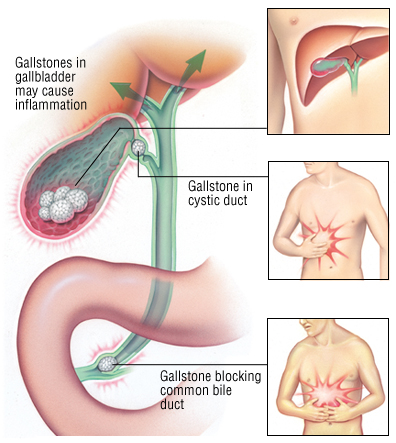 Gallstones in
gallbladder
may cause
inflammation
Gallstone in
cystic duct
Gallstone blocking
common bile
duct